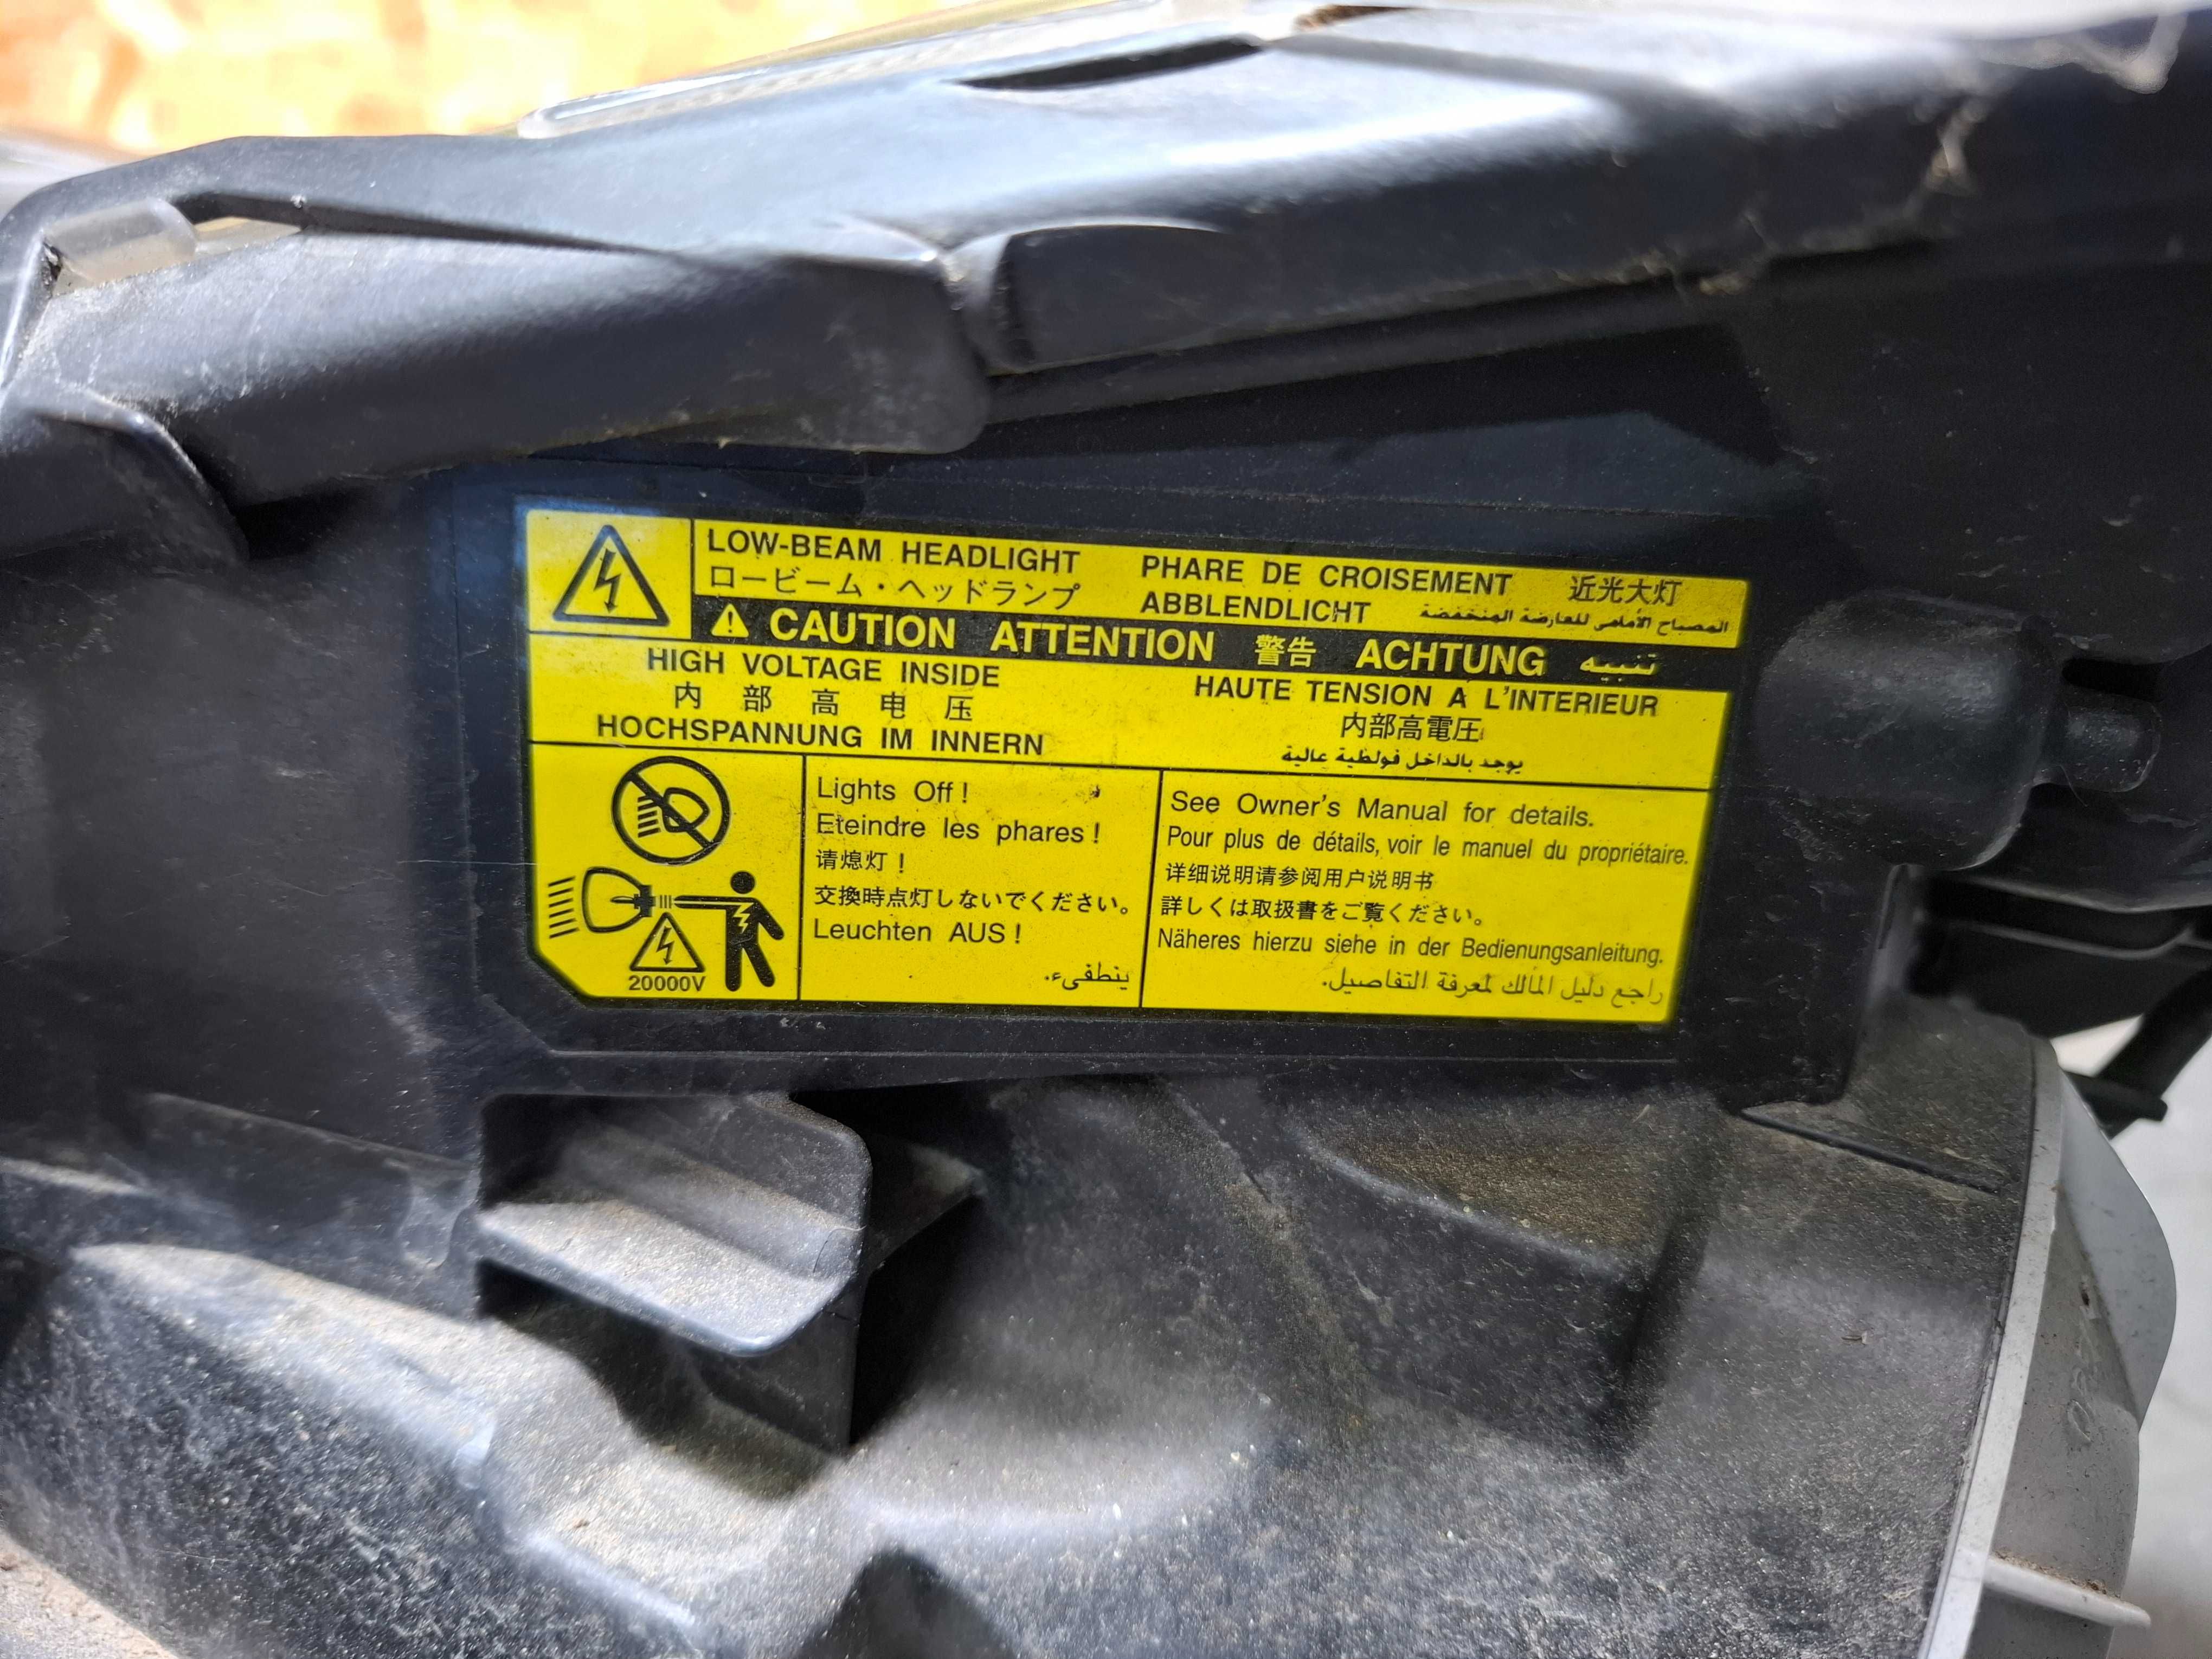 LOW-BEAM HEADLIGHT
ロービーム・ヘッドランプ
PHARE DE CROISEMENT 近光大灯
ABBLENDLICHT المصباح الأمامي للعارضة المنخفضة
CAUTION ATTENTION 警告 ACHTUNG تنبيه
HIGH VOLTAGE INSIDE
内部高电压
HOCHSPANNUNG IM INNERN
HAUTE TENSION A L'INTERIEUR
内部高電圧
يوجد بالداخل فولطية عالية
20000V
Lights Off !
Eteindre les phares !
请熄灯 !
交換時点灯しないでください。
Leuchten AUS !
ينطفىء.
See Owner's Manual for details.
Pour plus de détails, voir le manuel du propriétaire.
详细说明请参阅用户说明书
詳しくは取扱書をご覧ください。
Näheres hierzu siehe in der Bedienungsanleitung.
راجع دليل المالك لمعرفة التفاصيل.